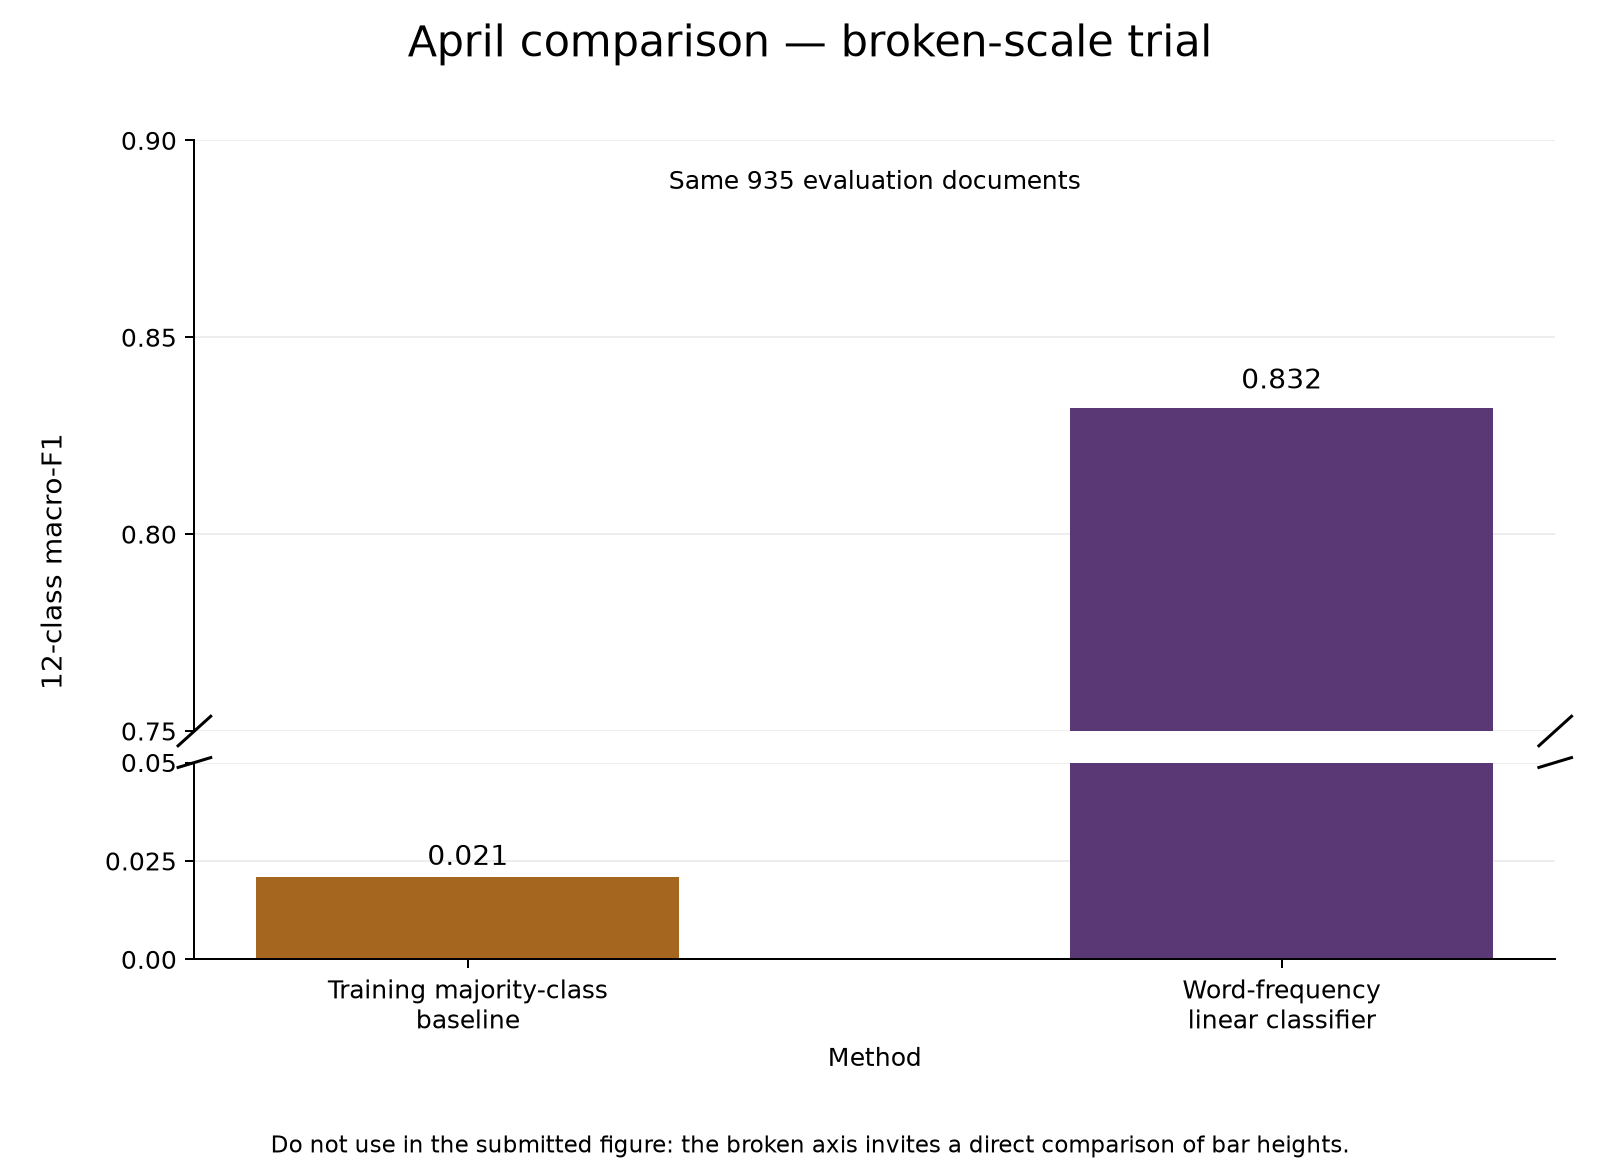 April comparison — broken-scale trial
0.90
Same 935 evaluation documents
0.85
0.832
12-class macro-F1
0.80
0.75
0.05
0.021
0.025
0.00
Training majority-class
baseline
Word-frequency
linear classifier
Method
Do not use in the submitted figure: the broken axis invites a direct comparison of bar heights.